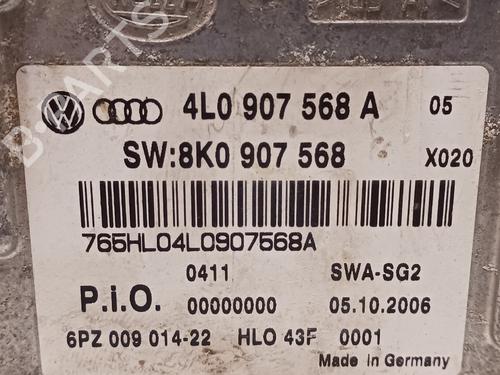 4L0 907 568 A 05
SW:8K0 907 568 X020
765HL04L0907568A
0411 SWA-SG2
P.i.O. 00000000 05.10.2006
6PZ 009 014-22 HLO 43F 0001
Made in Germany
B-PARTS